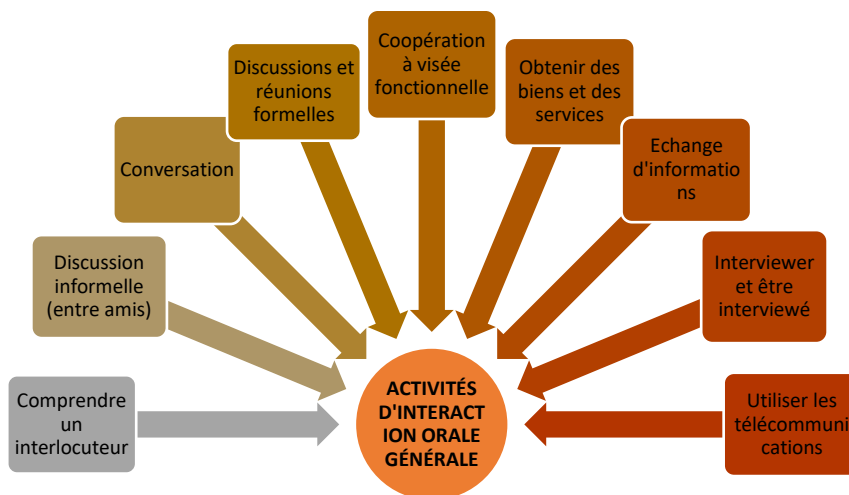 Comprendre
un
interlocuteur
Discussion
informelle
(entre amis)
Conversation
Discussions et
réunions
formelles
Coopération
à visée
fonctionnelle
Obtenir des
biens et des
services
Echange
d'informatio
ns
Interviewer
et être
interviewé
Utiliser les
télécommuni
cations
ACTIVITÉS
D'INTERACT
ION ORALE
GÉNÉRALE